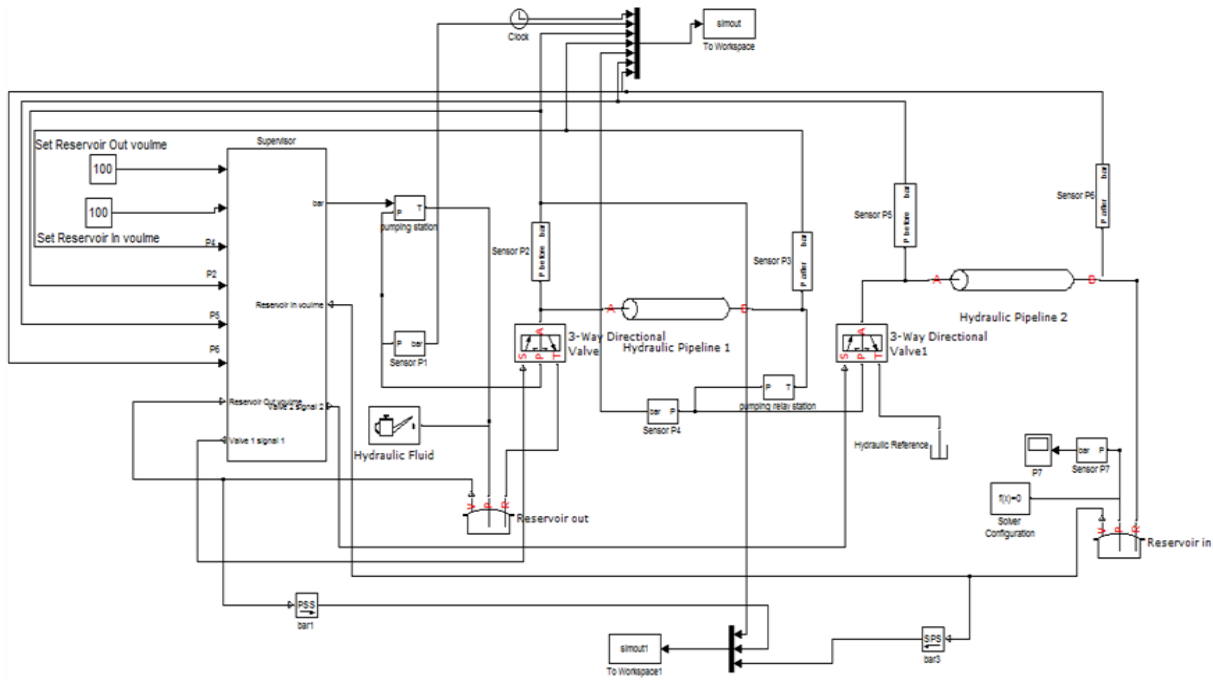 Clock
simout
To Workspace
Set Reservoir Out voulme
100
100
Set Reservoir In voulme
P4
P2
P5
P6
Supervisor
bar
Reservoir In voulme
Reservoir Out voulme
Valve 2 signal 2
Valve 1 signal 1
P
T
pumping station
P
bar
Sensor P1
Hydraulic Fluid
Sensor P2
P before
bar
S
P
T
A
3-Way Directional
Valve
A
B
Hydraulic Pipeline 1
Sensor P3
P after
bar
P
T
pumping relay station
bar
P
Sensor P4
Sensor P5
P before
bar
S
P
T
A
3-Way Directional
Valve1
A
B
Hydraulic Pipeline 2
Sensor P6
P after
bar
Hydraulic Reference
P7
bar
P
Sensor P7
f(x)=0
Solver
Configuration
V
P
R
Reservoir out
V
P
R
Reservoir in
PSS
bar1
simout1
To Workspace1
SPS
bar3